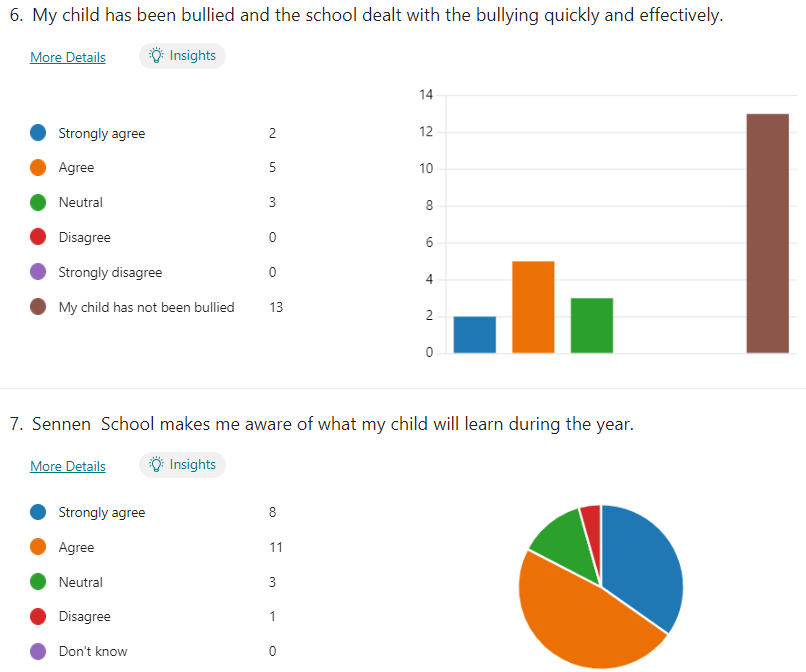 6. My child has been bullied and the school dealt with the bullying quickly and effectively.
More Details Insights
14
12
10
8
6
4
2
0
Strongly agree 2
Agree 5
Neutral 3
Disagree 0
Strongly disagree 0
My child has not been bullied 13
7. Sennen School makes me aware of what my child will learn during the year.
More Details Insights
Strongly agree 8
Agree 11
Neutral 3
Disagree 1
Don't know 0